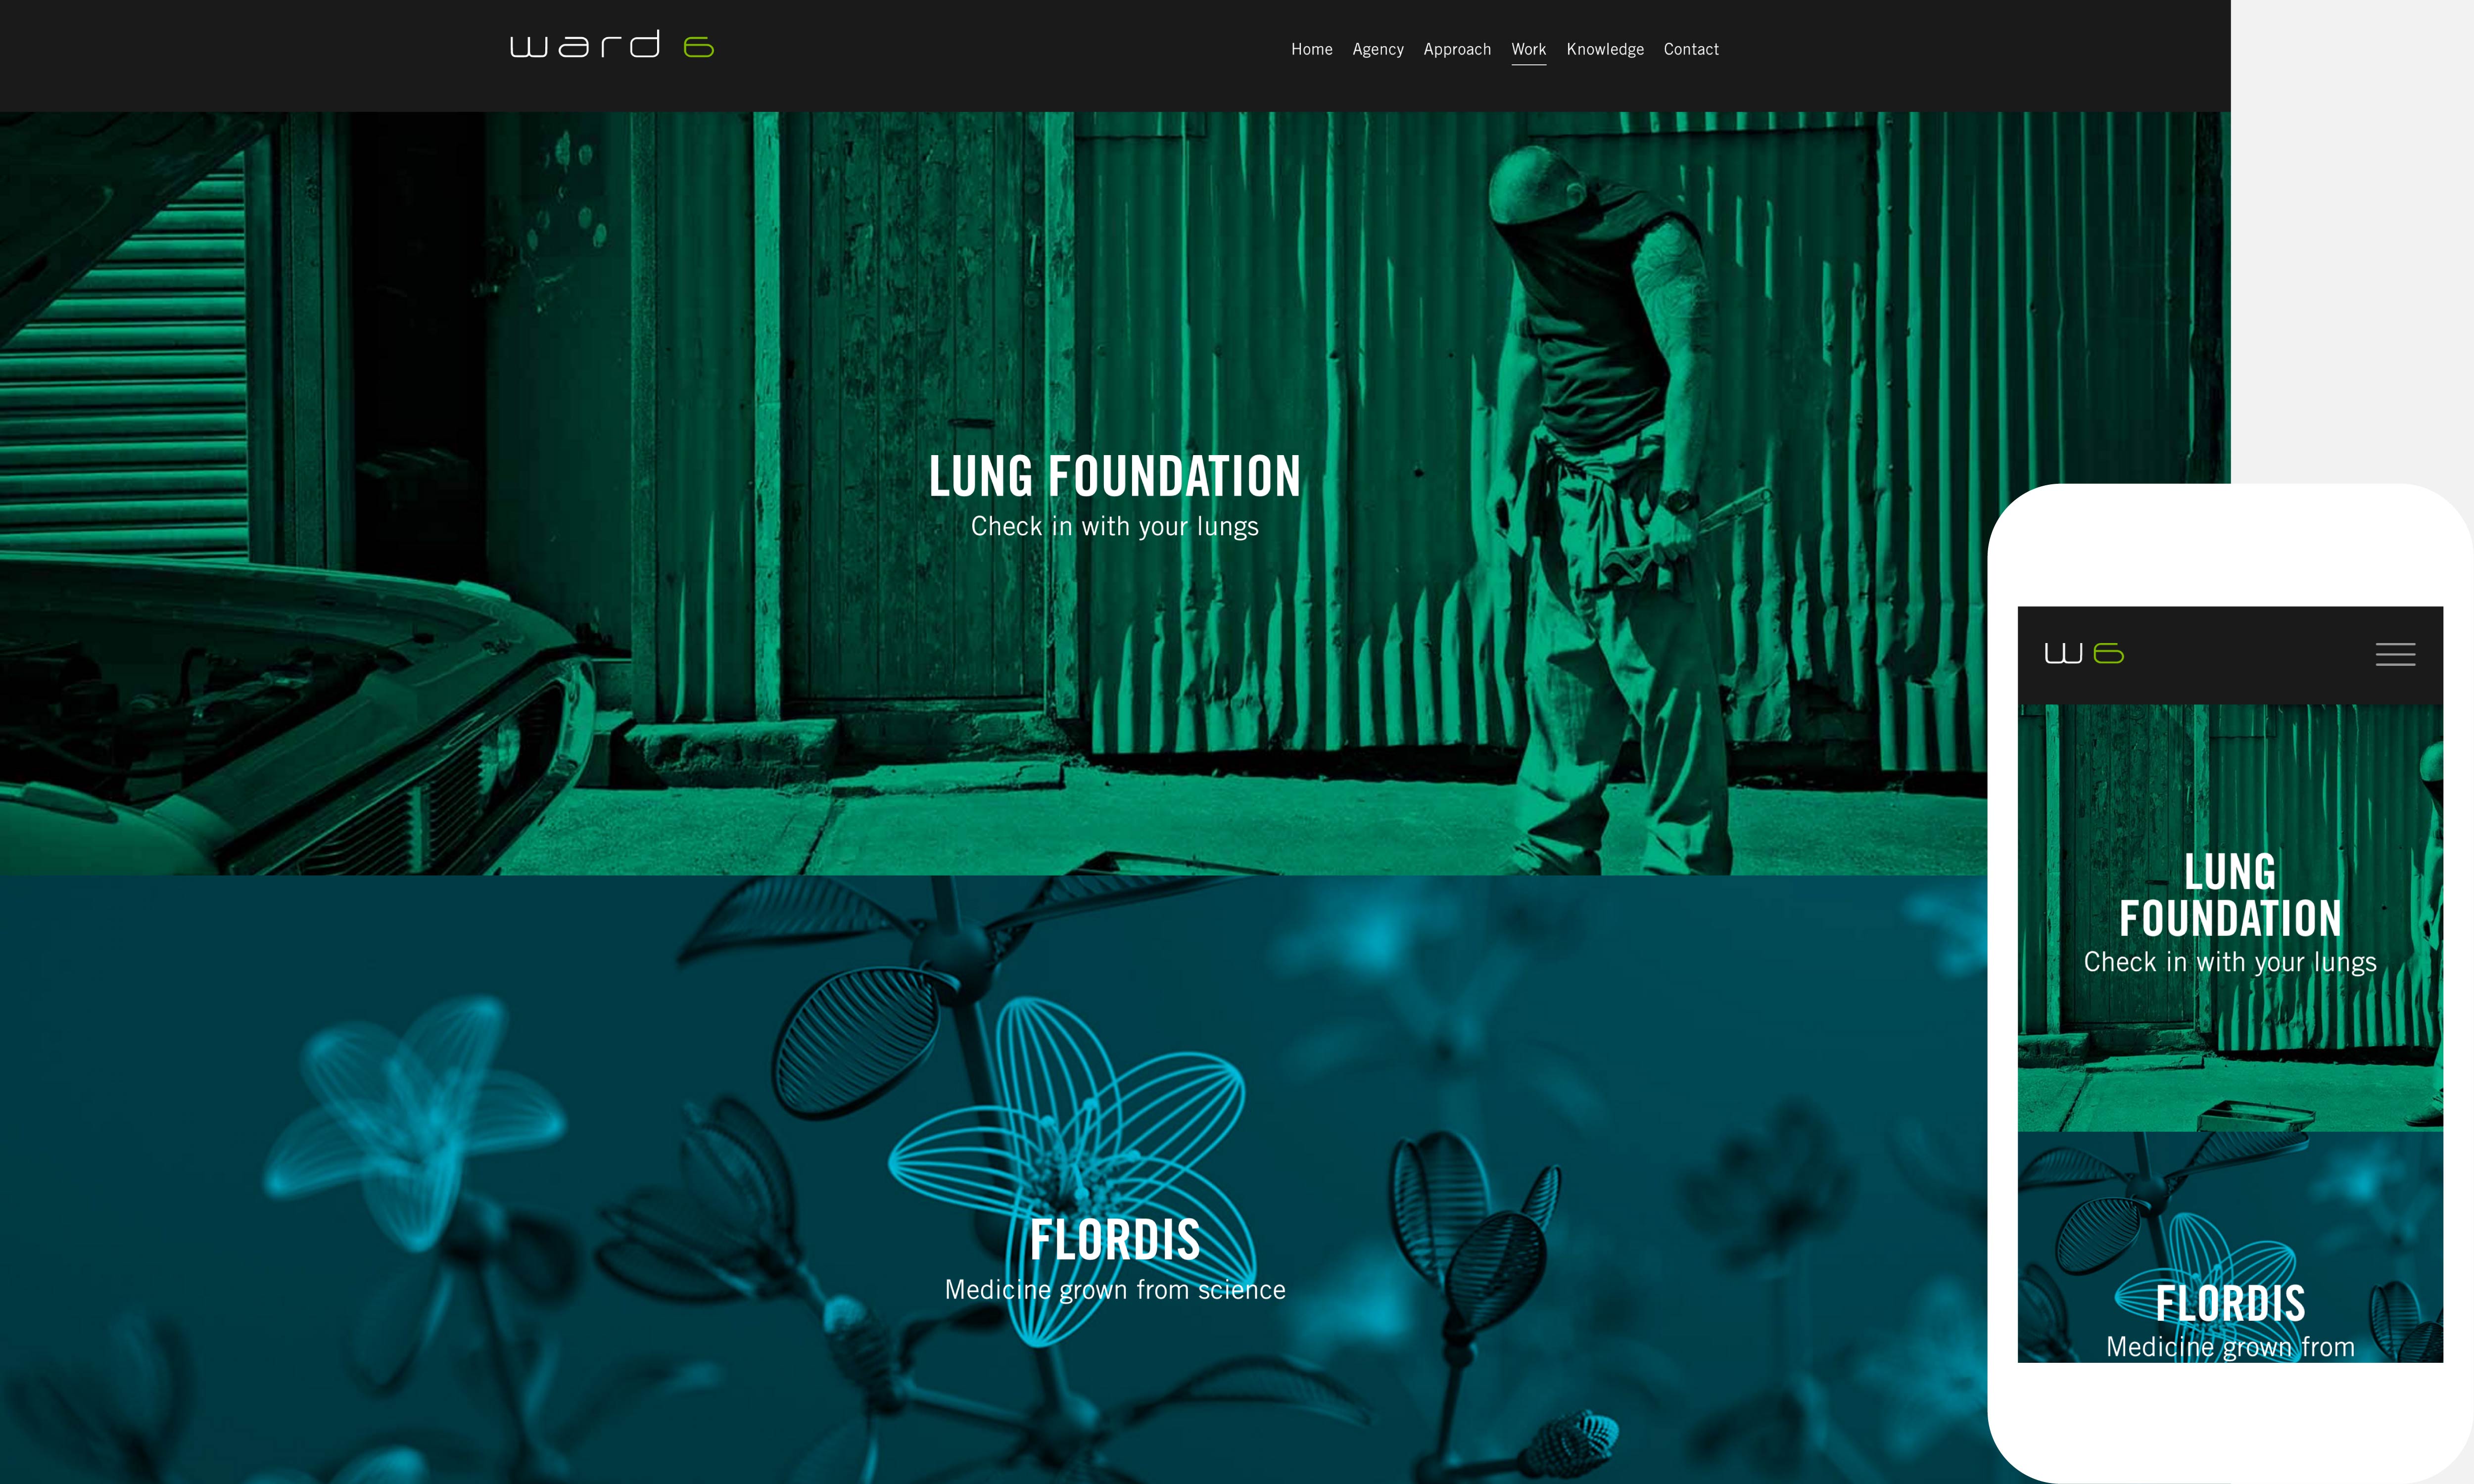 ward 6
Home Agency Approach Work Knowledge Contact
LUNG FOUNDATION
Check in with your lungs
FLORDIS
Medicine grown from science
w 6
LUNG
FOUNDATION
Check in with your lungs
FLORDIS
Medicine grown from